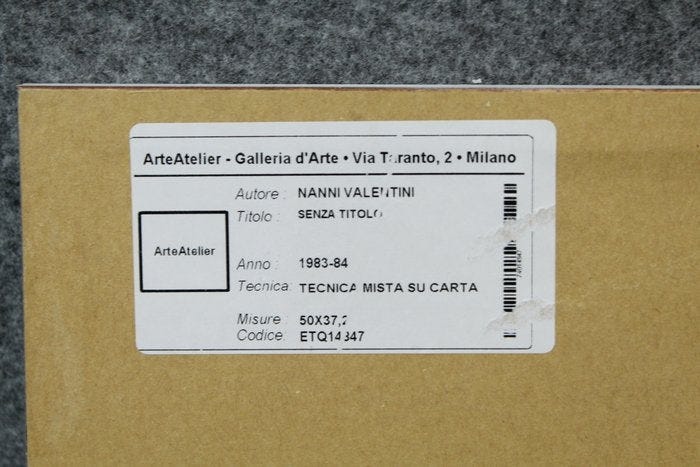 ArteAtelier - Galleria d'Arte • Via Taranto, 2 • Milano
Autore : NANNI VALENTINI
Titolo : SENZA TITOLO
ArteAtelier
Anno : 1983-84
Tecnica: TECNICA MISTA SU CARTA
Misure : 50X37,2
Codice: ETQ14347